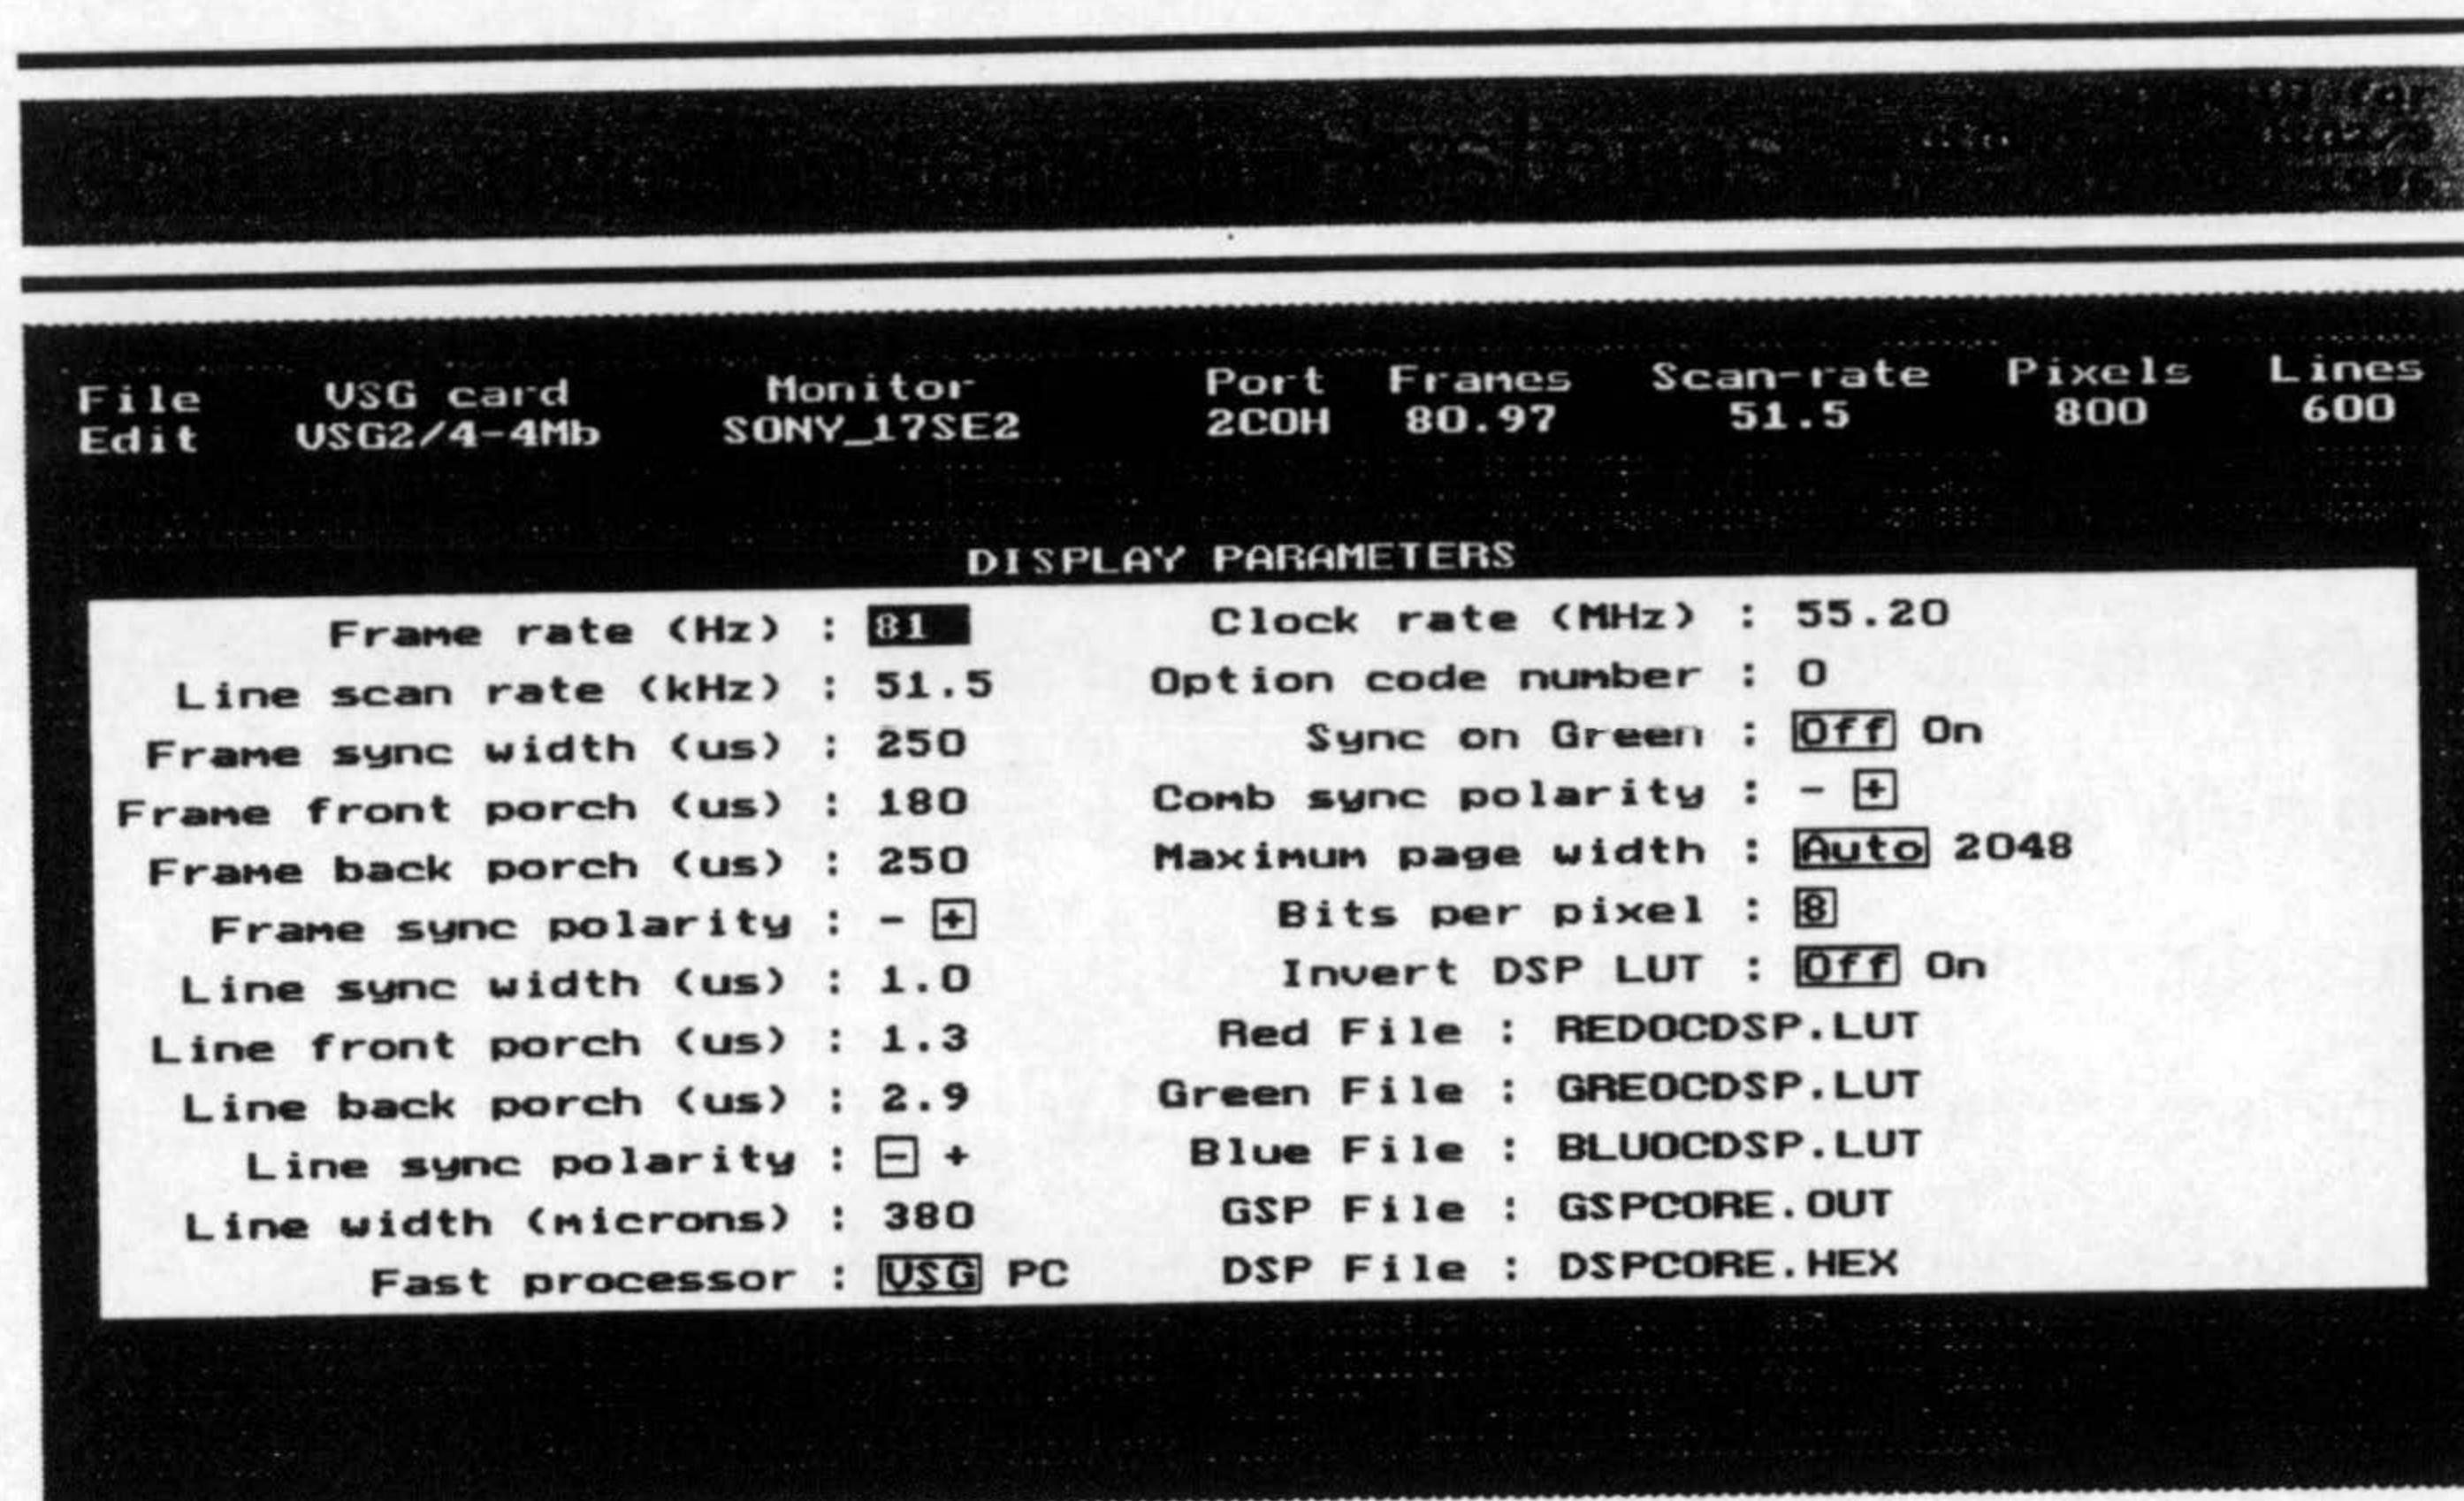 File VSG card Monitor Port Frames Scan-rate Pixels Lines
Edit VSG2/4-4Mb SONY_17SE2 2COH 80.97 51.5 800 600
DISPLAY PARAMETERS
Frame rate (Hz) : 81 Clock rate (MHz) : 55.20
Line scan rate (kHz) : 51.5 Option code number : 0
Frame sync width (us) : 250 Sync on Green : Off On
Frame front porch (us) : 180 Comb sync polarity : - +
Frame back porch (us) : 250 Maximum page width : Auto 2048
Frame sync polarity : - + Bits per pixel : 8
Line sync width (us) : 1.0 Invert DSP LUT : Off On
Line front porch (us) : 1.3 Red File : REDOCDSP.LUT
Line back porch (us) : 2.9 Green File : GREOCDSP.LUT
Line sync polarity : - + Blue File : BLUOCDSP.LUT
Line width (microns) : 380 GSP File : GSPCORE.OUT
Fast processor : VSG PC DSP File : DSPCORE.HEX